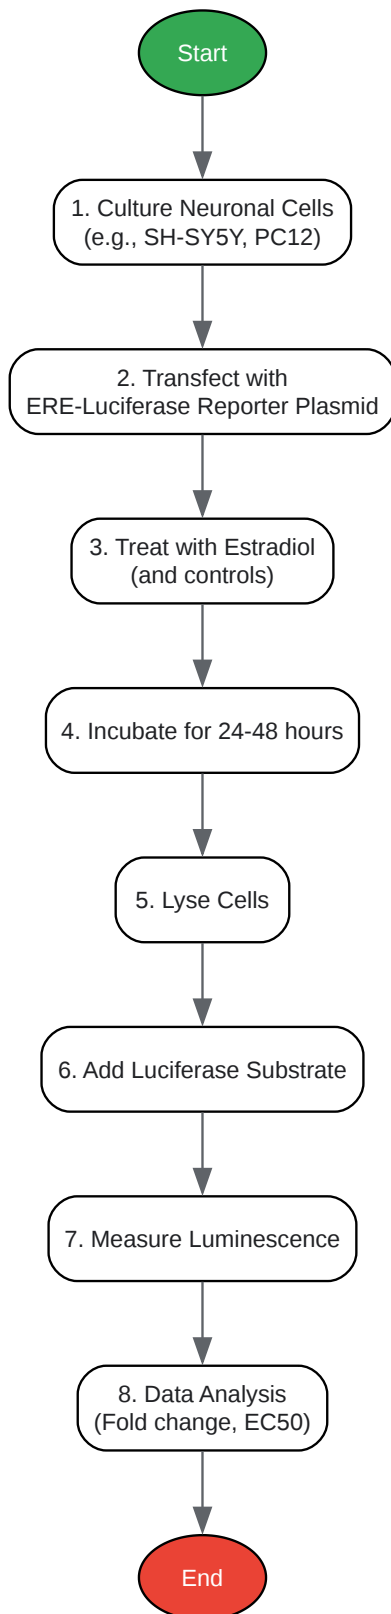 Start
1. Culture Neuronal Cells
(e.g., SH-SY5Y, PC12)
2. Transfect with
ERE-Luciferase Reporter Plasmid
3. Treat with Estradiol
(and controls)
4. Incubate for 24-48 hours
5. Lyse Cells
6. Add Luciferase Substrate
7. Measure Luminescence
8. Data Analysis
(Fold change, EC50)
End